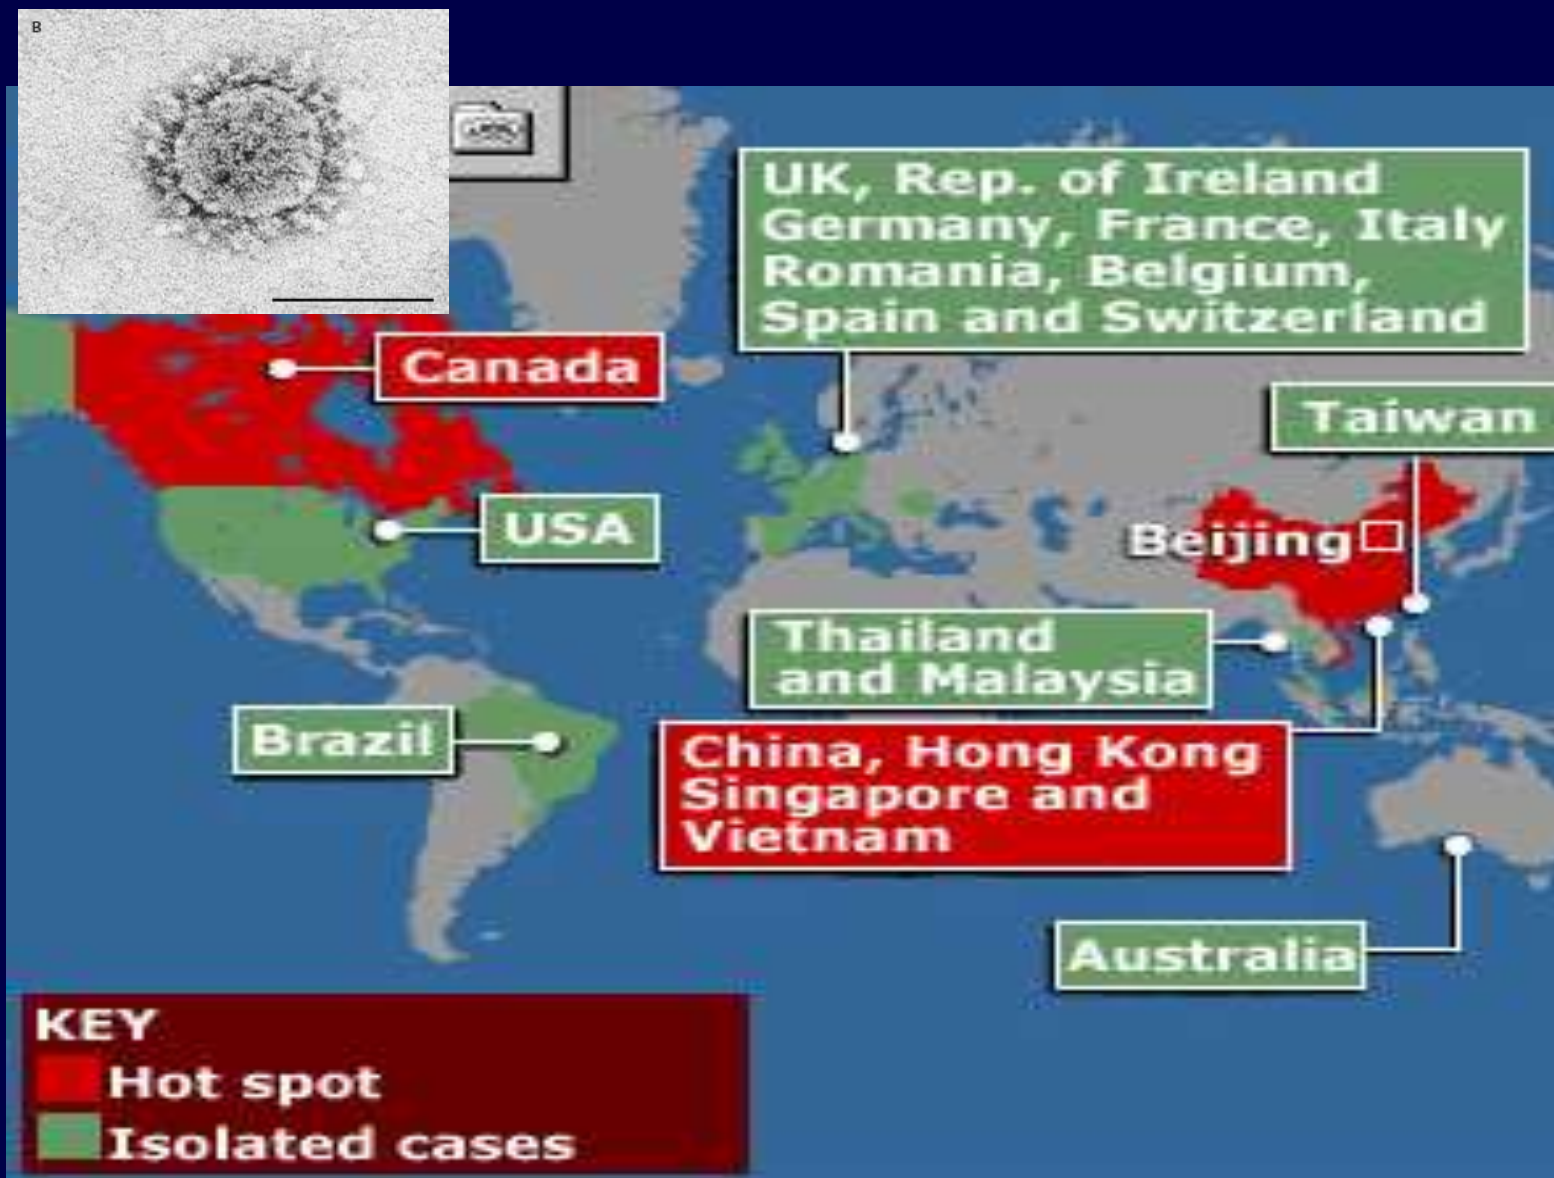 B
UK, Rep. of Ireland
Germany, France, Italy
Romania, Belgium,
Spain and Switzerland
Canada
Taiwan
USA
Beijing
Thailand
and Malaysia
Brazil
China, Hong Kong
Singapore and
Vietnam
Australia
KEY
Hot spot
Isolated cases